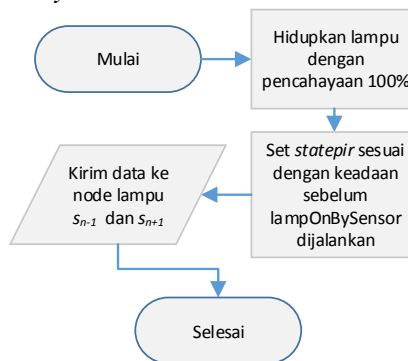 Mulai
Hidupkan lampu
dengan
pencahayaan 100%
Set statepir sesuai
dengan keadaan
sebelum
lampOnBySensor
dijalankan
Kirim data ke
node lampu
sn-1 dan sn+1
Selesai